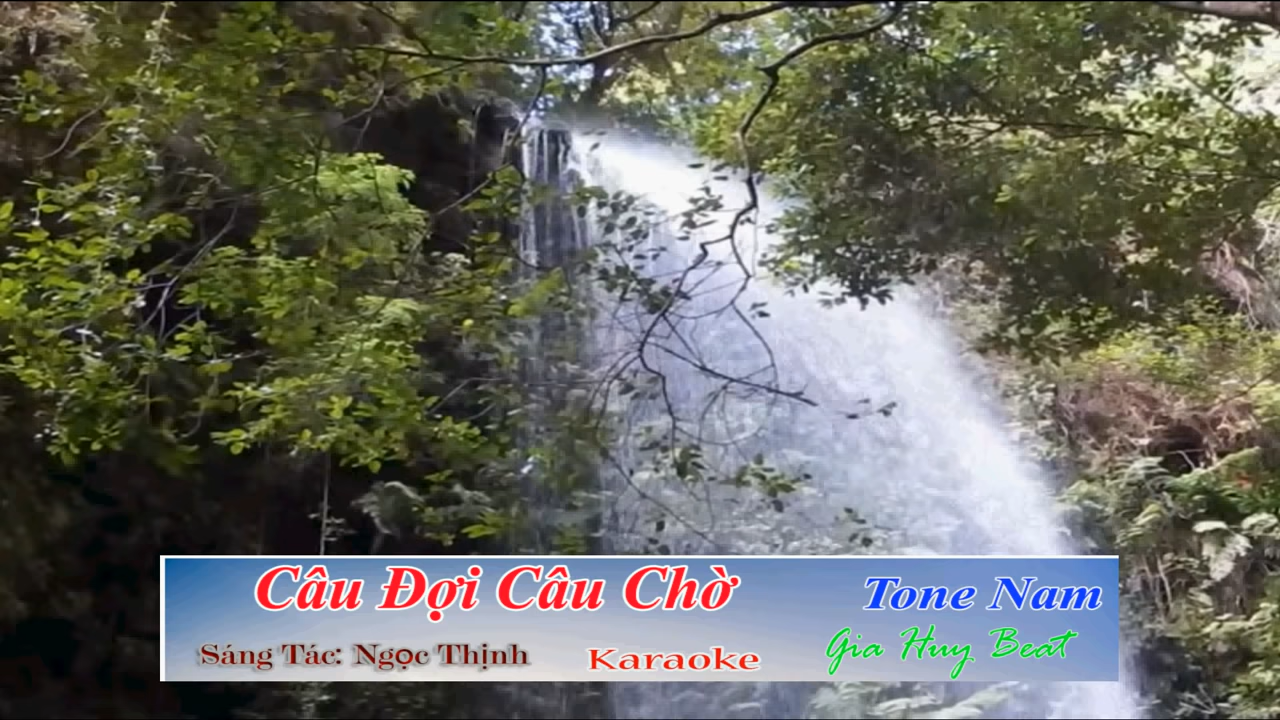 Câu Đợi Câu Chờ
Tone Nam
Sáng Tác: Ngọc Thịnh
Karaoke
Gia Huy Beat